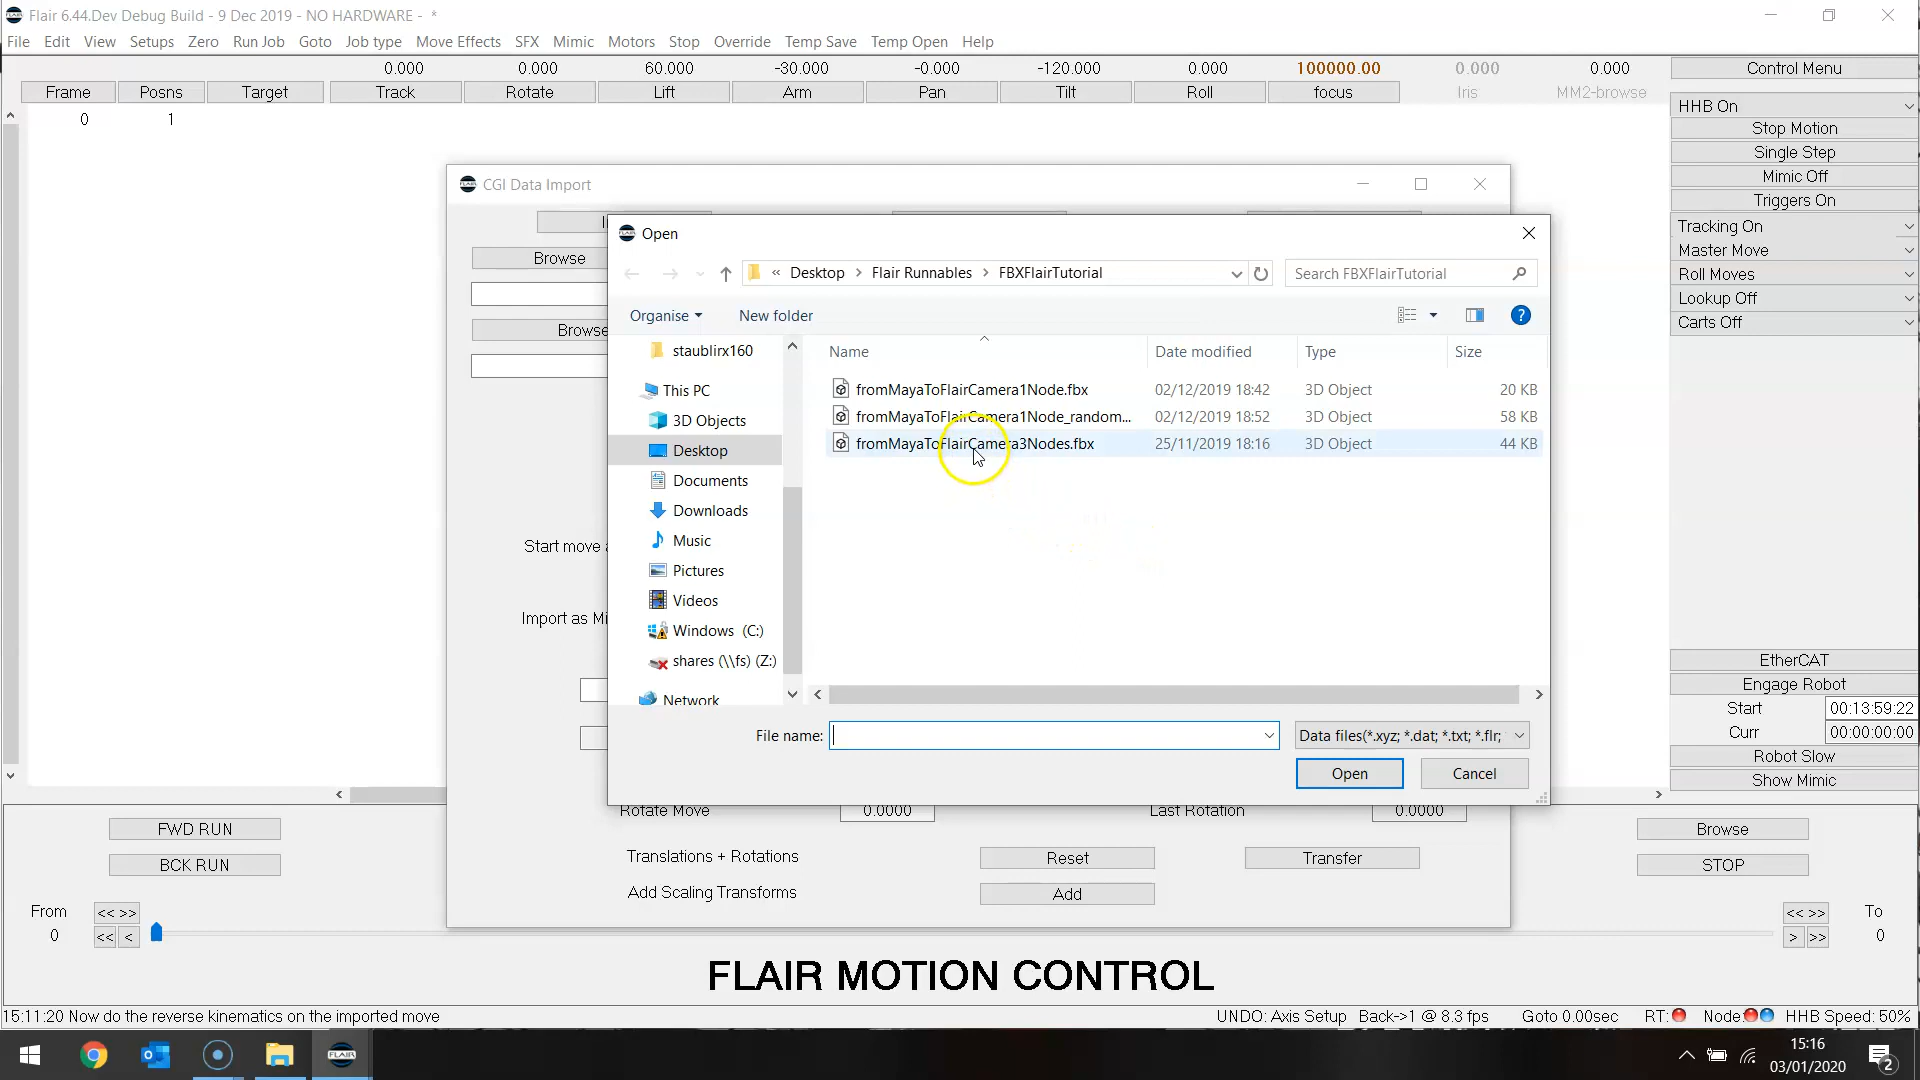 Flair 6.44.Dev Debug Build - 9 Dec 2019 - NO HARDWARE - *
File Edit View Setups Zero Run Job Goto Job type Move Effects SFX Mimic Motors Stop Override Temp Save Temp Open Help
0.000 0.000 60.000 -30.000 -0.000 -120.000 0.000 100000.00 0.000 0.000 Control Menu
Frame Posns Target Track Rotate Lift Arm Pan Tilt Roll focus Iris MM2-browse
HHB On
0 1
Stop Motion
Single Step
Mimic Off
Triggers On
Tracking On
Master Move
Roll Moves
Lookup Off
Carts Off
CGI Data Import
Browse
Browse
Start move
Import as Mi
Open
« Desktop > Flair Runnables > FBXFlairTutorial
Search FBXFlairTutorial
Organise New folder
?
staublirx160
This PC
3D Objects
Desktop
Documents
Downloads
Music
Pictures
Videos
Windows (C:)
shares (\\fs) (Z:)
Network
Name Date modified Type Size
fromMayaToFlairCamera1Node.fbx 02/12/2019 18:42 3D Object 20 KB
fromMayaToFlairCamera1Node_random... 02/12/2019 18:52 3D Object 58 KB
fromMayaToFlairCamera3Nodes.fbx 25/11/2019 18:16 3D Object 44 KB
File name: Data files(*.xyz; *.dat; *.txt; *.flr;
Open Cancel
EtherCAT
Engage Robot
Start 00:13:59:22
Curr 00:00:00:00
Robot Slow
Show Mimic
Rotate Move 0.0000 Last Rotation 0.0000
Translations + Rotations Reset Transfer
Add Scaling Transforms Add
FWD RUN
BCK RUN
Browse
STOP
From << >>
0 << <
<< >> To
> >> 0
FLAIR MOTION CONTROL
15:11:20 Now do the reverse kinematics on the imported move UNDO: Axis Setup Back->1 @ 8.3 fps Goto 0.00sec RT: Node: HHB Speed: 50%
FLAIR
15:16
03/01/2020
2